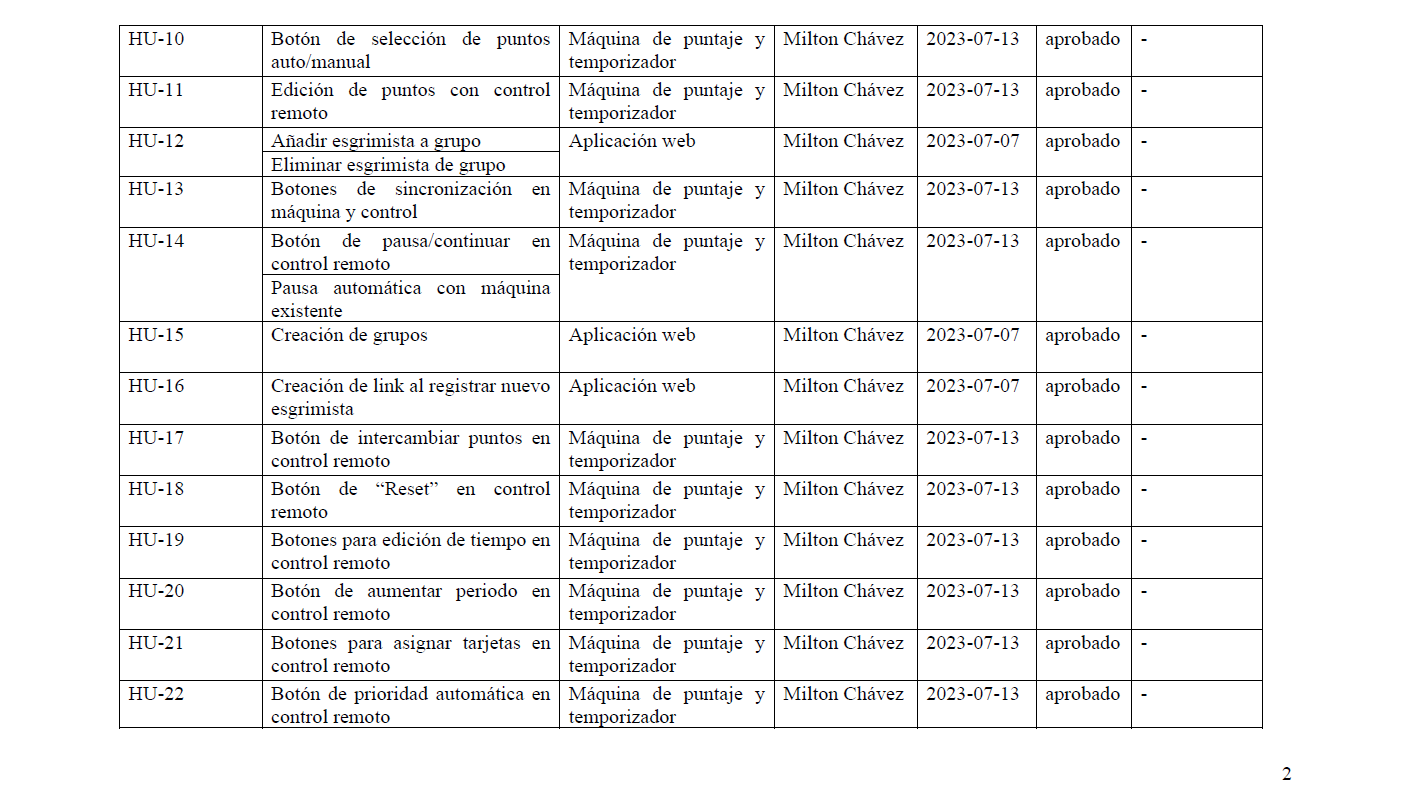 HU-10 Botón de selección de puntos Máquina de puntaje y Milton Chávez 2023-07-13 aprobado -
auto/manual temporizador
HU-11 Edición de puntos con control Máquina de puntaje y Milton Chávez 2023-07-13 aprobado -
remoto temporizador
HU-12 Añadir esgrimista a grupo Aplicación web Milton Chávez 2023-07-07 aprobado -
Eliminar esgrimista de grupo
HU-13 Botones de sincronización en Máquina de puntaje y Milton Chávez 2023-07-13 aprobado -
máquina y control temporizador
HU-14 Botón de pausa/continuar en Máquina de puntaje y Milton Chávez 2023-07-13 aprobado -
control remoto temporizador
Pausa automática con máquina
existente
HU-15 Creación de grupos Aplicación web Milton Chávez 2023-07-07 aprobado -
HU-16 Creación de link al registrar nuevo Aplicación web Milton Chávez 2023-07-07 aprobado -
esgrimista
HU-17 Botón de intercambiar puntos en Máquina de puntaje y Milton Chávez 2023-07-13 aprobado -
control remoto temporizador
HU-18 Botón de “Reset” en control Máquina de puntaje y Milton Chávez 2023-07-13 aprobado -
remoto temporizador
HU-19 Botones para edición de tiempo en Máquina de puntaje y Milton Chávez 2023-07-13 aprobado -
control remoto temporizador
HU-20 Botón de aumentar periodo en Máquina de puntaje y Milton Chávez 2023-07-13 aprobado -
control remoto temporizador
HU-21 Botones para asignar tarjetas en Máquina de puntaje y Milton Chávez 2023-07-13 aprobado -
control remoto temporizador
HU-22 Botón de prioridad automática en Máquina de puntaje y Milton Chávez 2023-07-13 aprobado -
control remoto temporizador
2